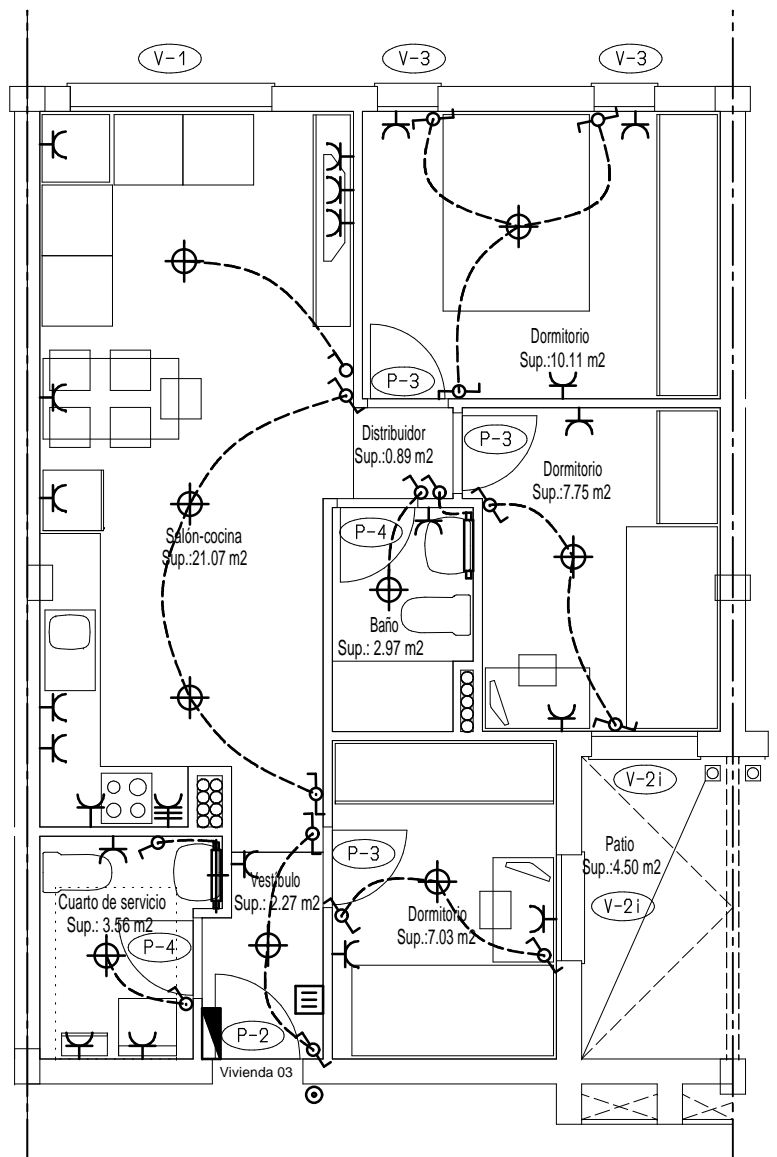 V-1
V-3
V-3
Dormitorio
Sup.:10.11 m2
P-3
Distribuidor
Sup.:0.89 m2
P-3
Dormitorio
Sup.:7.75 m2
P-4
Salón-cocina
Sup.:21.07 m2
Baño
Sup.: 2.97 m2
V-2i
P-3
Patio
Sup.:4.50 m2
Vestíbulo
Sup.: 2.27 m2
Cuarto de servicio
Sup.: 3.56 m2
Dormitorio
Sup.:7.03 m2
V-2i
P-4
P-2
Vivienda 03